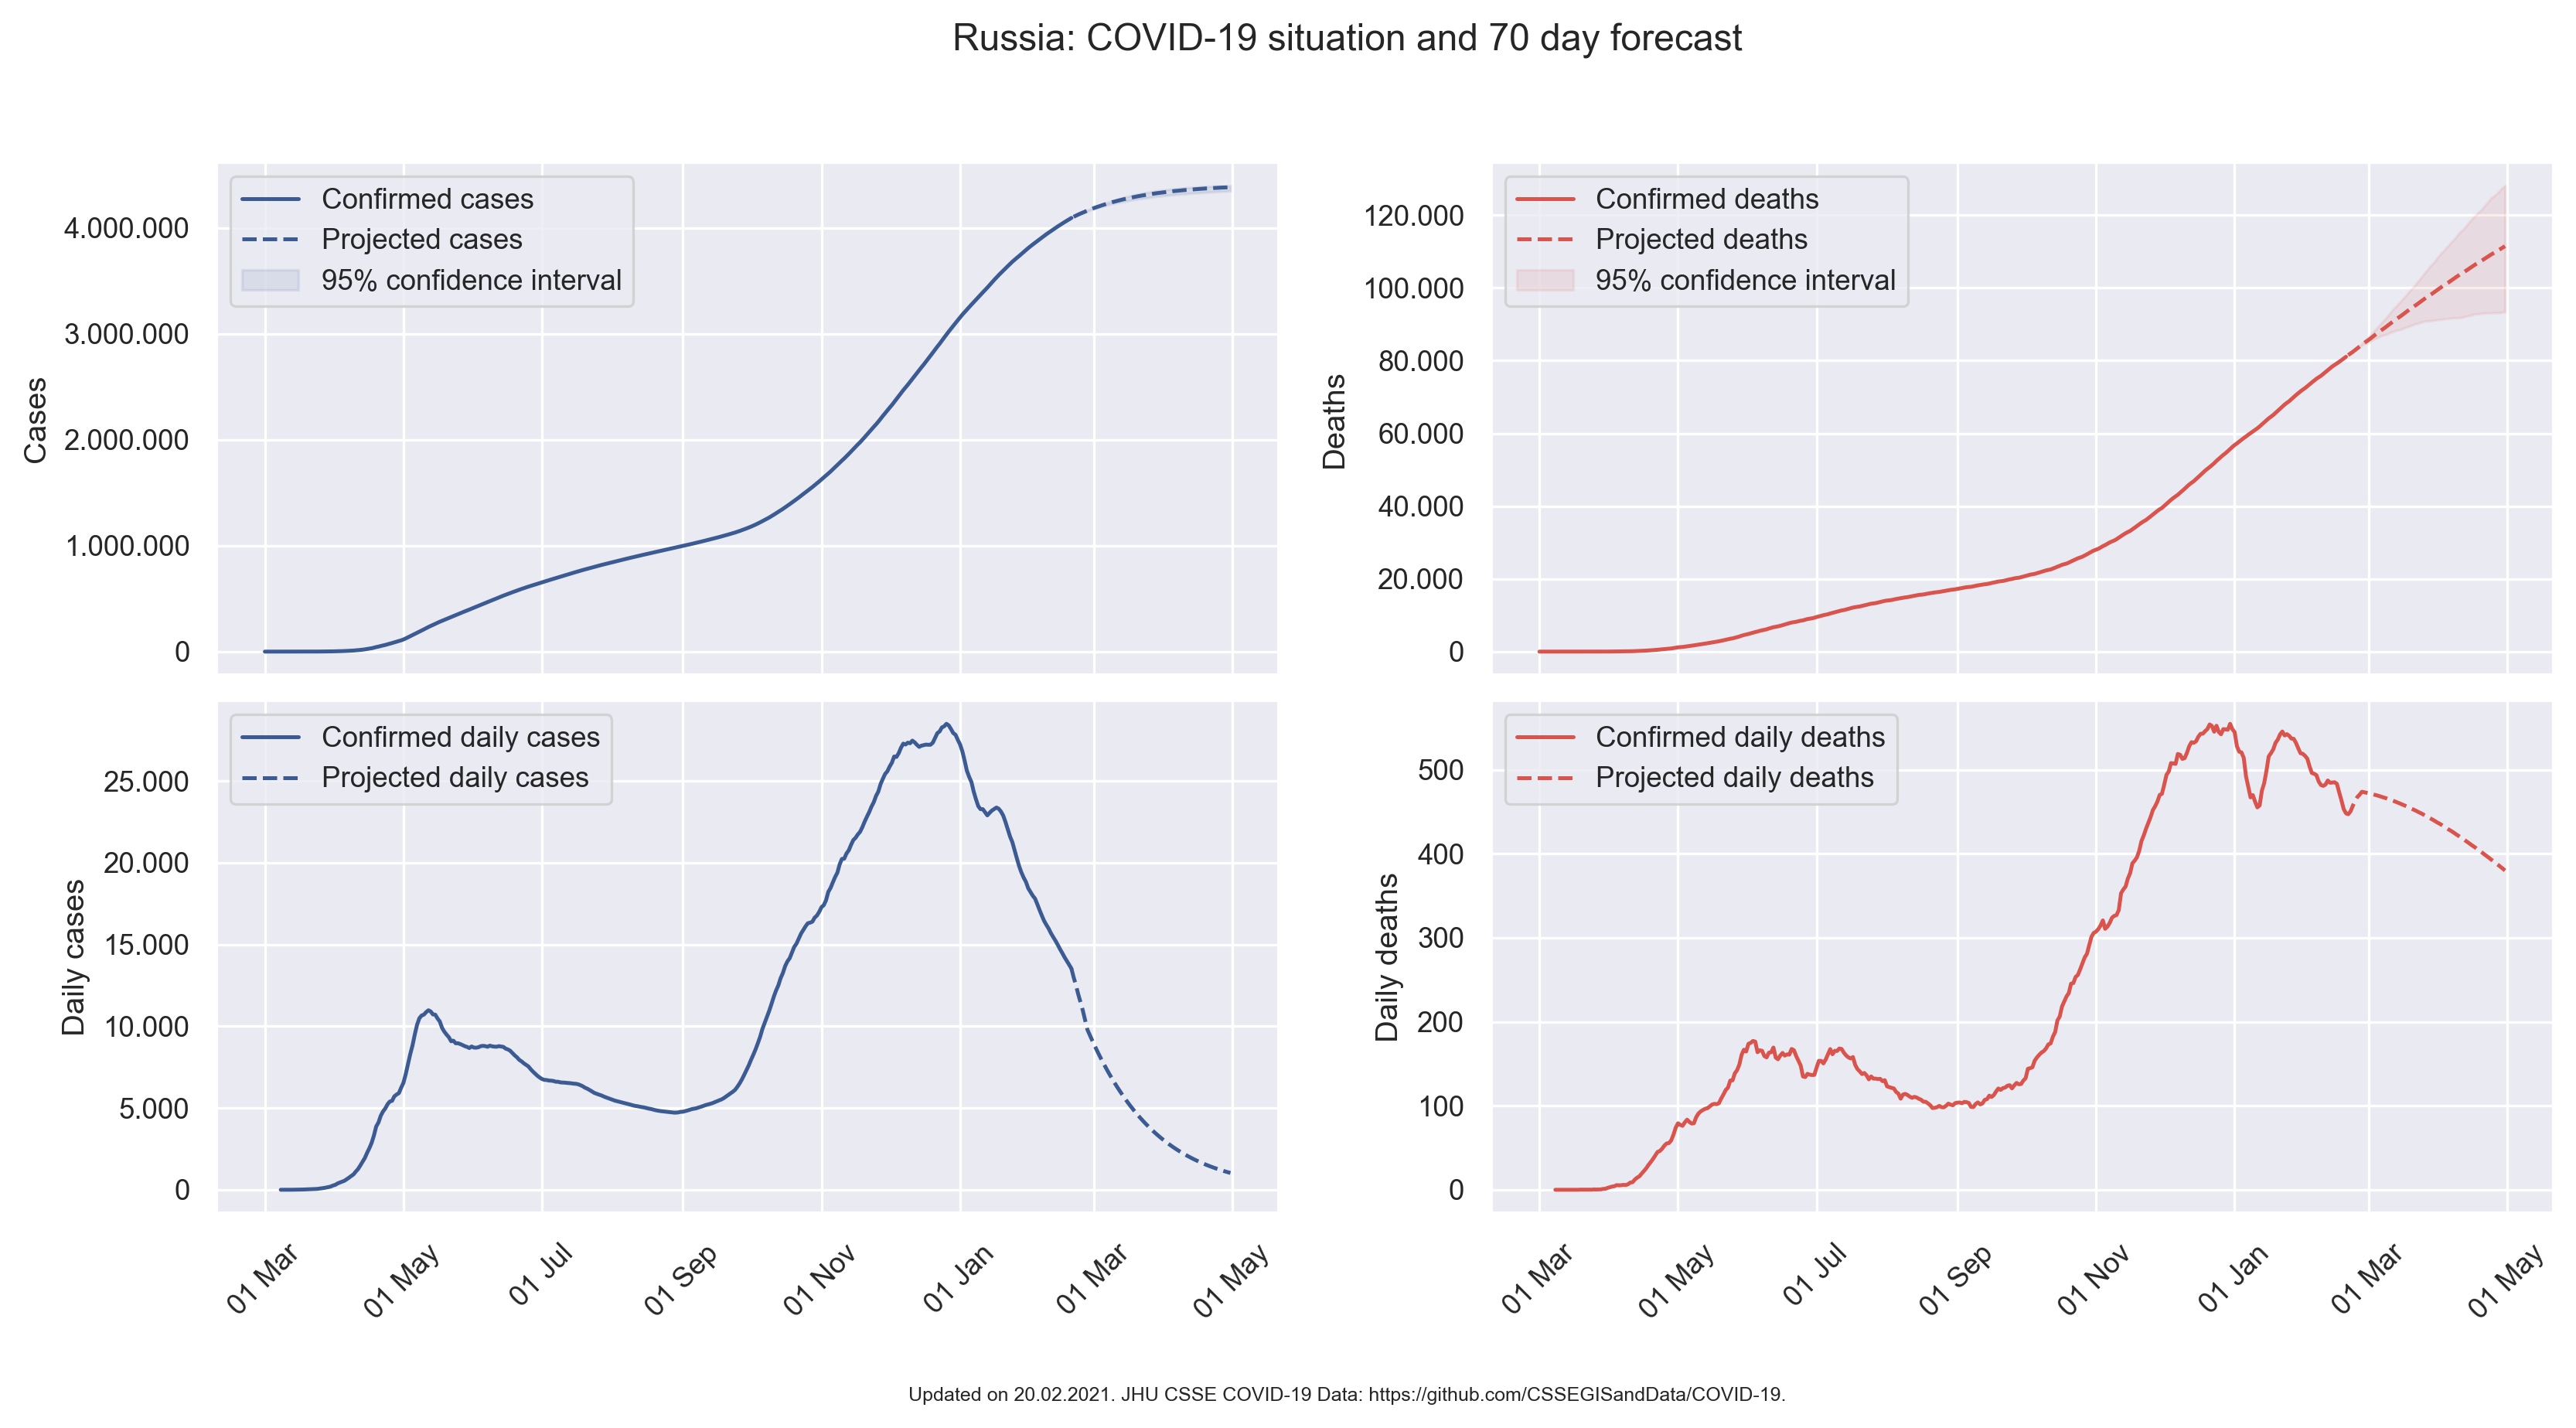 Russia: COVID-19 situation and 70 day forecast
Confirmed cases
Projected cases
95% confidence interval
Cases
4.000.000
3.000.000
2.000.000
1.000.000
0
Confirmed deaths
Projected deaths
95% confidence interval
Deaths
120.000
100.000
80.000
60.000
40.000
20.000
0
Confirmed daily cases
Projected daily cases
Daily cases
25.000
20.000
15.000
10.000
5.000
0
01 Mar
01 May
01 Jul
01 Sep
01 Nov
01 Jan
01 Mar
01 May
Confirmed daily deaths
Projected daily deaths
Daily deaths
500
400
300
200
100
0
01 Mar
01 May
01 Jul
01 Sep
01 Nov
01 Jan
01 Mar
01 May
Updated on 20.02.2021. JHU CSSE COVID-19 Data: https://github.com/CSSEGISandData/COVID-19.